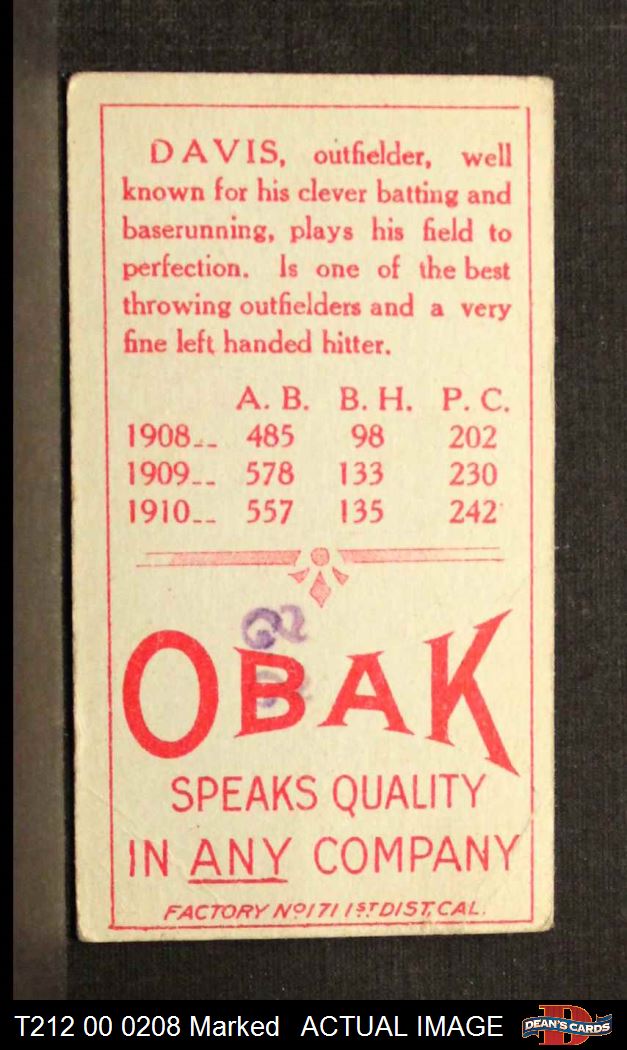 DAVIS, outfielder, well
known for his clever batting and
baserunning, plays his field to
perfection. Is one of the best
throwing outfielders and a very
fine left handed hitter.
A. B. B. H. P. C.
1908-- 485 98 202
1909-- 578 133 230
1910-- 557 135 242
OBAK
SPEAKS QUALITY
IN ANY COMPANY
FACTORY Nº 171 1ST DIST, CAL.
T212 00 0208 Marked ACTUAL IMAGE
DEAN'S CARDS